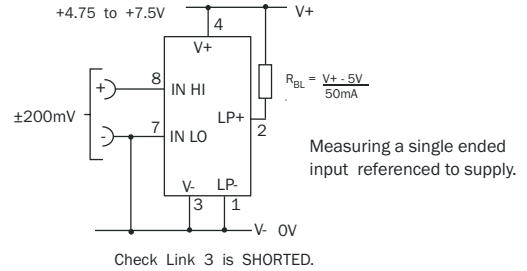 +4.75 to +7.5V
V+
4
V+
8
IN HI
+
LP+
R_BL = V+ - 5V
50mA
±200mV
-
7
IN LO
2
Measuring a single ended
input referenced to supply.
V-
LP-
3
1
V- 0V
Check Link 3 is SHORTED.